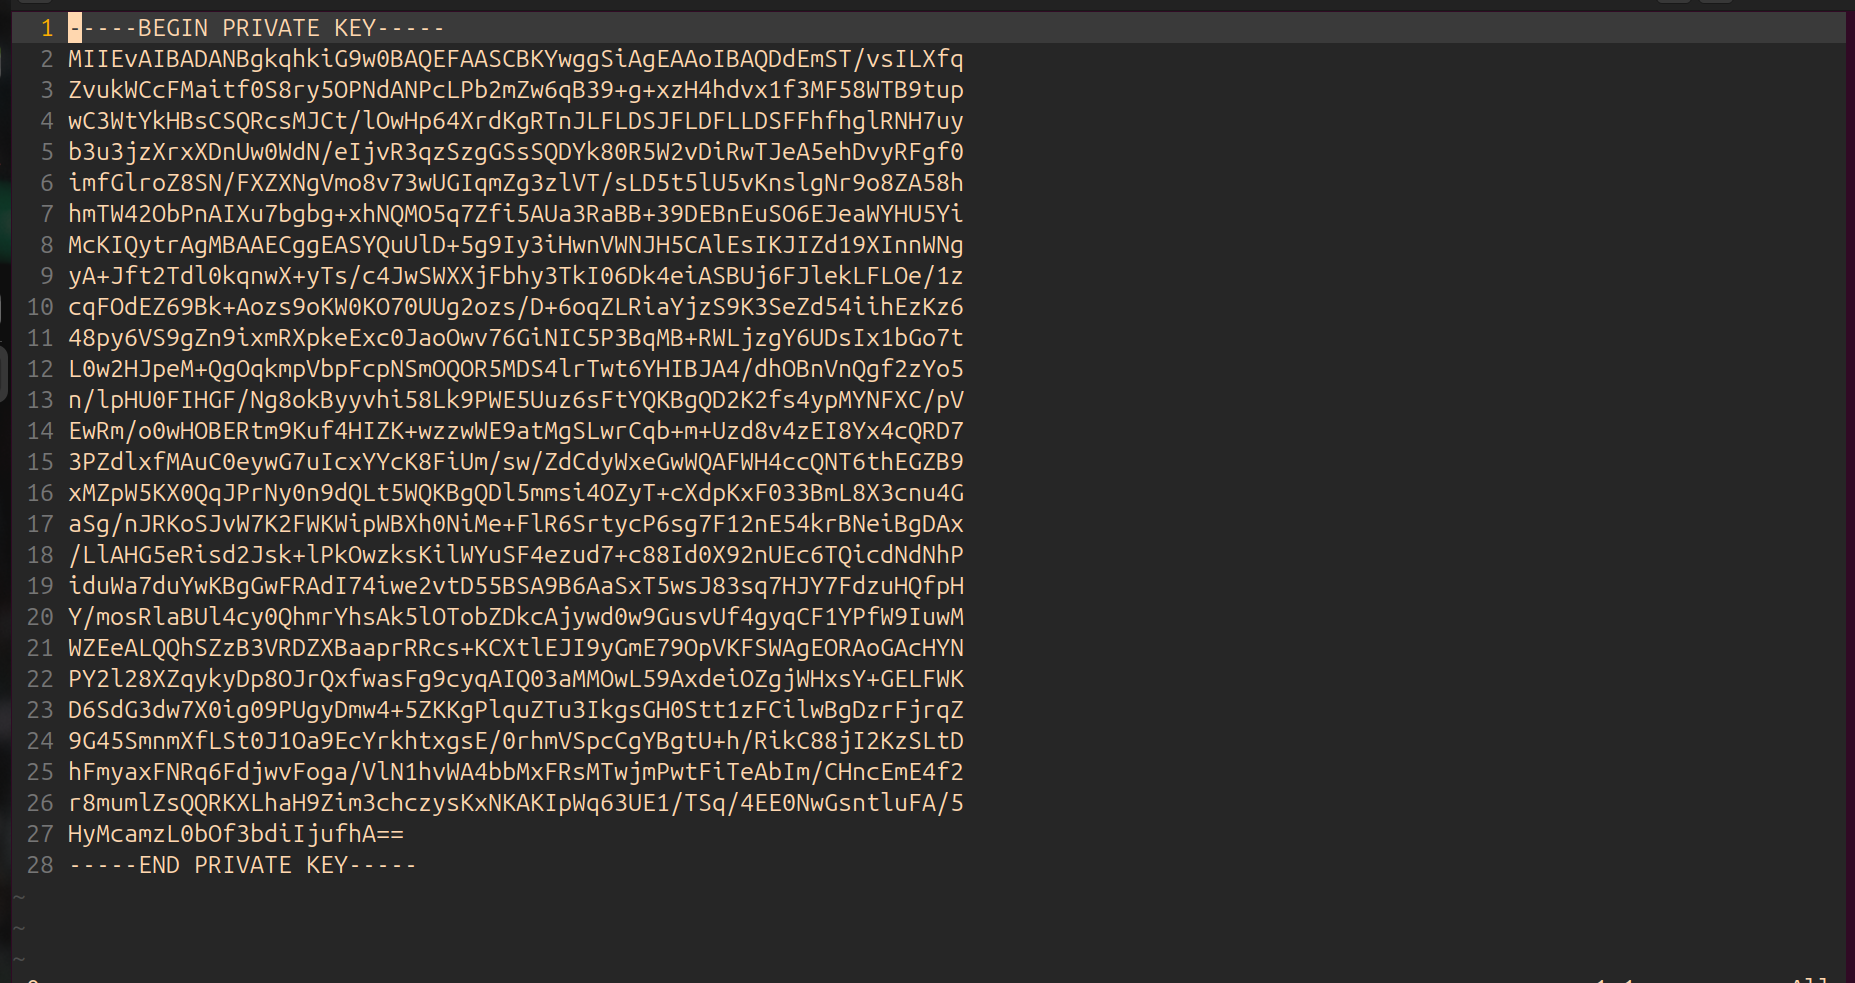 1 -----BEGIN PRIVATE KEY-----
2 MIIEvAIBADANBgkqhkiG9w0BAQEFAASCBKYwggSiAgEAAoIBAQDdEmST/vsILXfq
3 ZvukWCcFMaitf0S8ry5OPNdANPcLPb2mZw6qB39+g+xzH4hdvx1f3MF58WTB9tup
4 wC3WtYkHBsCSQRcsMJCt/lOwHp64XrdKgRTnJLFLDSJFLDFLLDSFFhfhglRNH7uy
5 b3u3jzXrxXDnUw0WdN/eIjvR3qzSzgGSsSQDYk80R5W2vDiRwTJeA5ehDvyRFgf0
6 imfGlroZ8SN/FXZXNgVmo8v73wUGIqmZg3zlVT/sLD5t5lU5vKnslgNr9o8ZA58h
7 hmTW42ObPnAIXu7bgbg+xhNQMO5q7Zfi5AUa3RaBB+39DEBnEuSO6EJeaWYHU5Yi
8 McKIQytrAgMBAAECggEASYQuUlD+5g9Iy3iHwnVWNJH5CAlEsIKJIZd19XInnWNg
9 yA+Jft2Tdl0kqnwX+yTs/c4JwSWXXjFbhy3TkI06Dk4eiASBUj6FJlekLFLOe/1z
10 cqFOdEZ69Bk+Aozs9oKW0KO70UUg2ozs/D+6oqZLRiaYjzS9K3SeZd54iihEzKz6
11 48py6VS9gZn9ixmRXpkeExc0JaoOwv76GiNIC5P3BqMB+RWLjzgY6UDsIx1bGo7t
12 L0w2HJpeM+QgOqkmpVbpFcpNSmOQOR5MDS4lrTwt6YHIBJA4/dhOBnVnQgf2zYo5
13 n/lpHU0FIHGF/Ng8okByyvhi58Lk9PWE5Uuz6sFtYQKBgQD2K2fs4ypMYNFXC/pV
14 EwRm/o0wHOBERtm9Kuf4HIZK+wzzwWE9atMgSLwrCqb+m+Uzd8v4zEI8Yx4cQRD7
15 3PZdlxfMAuC0eywG7uIcxYYcK8FiUm/sw/ZdCdyWxeGwWQAFWH4ccQNT6thEGZB9
16 xMZpW5KX0QqJPrNy0n9dQLt5WQKBgQDl5mmsi4OZyT+cXdpKxF033BmL8X3cnu4G
17 aSg/nJRKoSJvW7K2FWKWipWBXh0NiMe+FlR6SrtycP6sg7F12nE54krBNeiBgDAx
18 /LlAHG5eRisd2Jsk+lPkOwzksKilWYuSF4ezud7+c88Id0X92nUEc6TQicdNdNhP
19 iduWa7duYwKBgGwFRAdI74iwe2vtD55BSA9B6AaSxT5wsJ83sq7HJY7FdzuHQfpH
20 Y/mosRlaBUl4cy0QhmrYhsAk5lOTobZDkcAjywd0w9GusvUf4gyqCF1YPfW9IuwM
21 WZEeALQQhSZzB3VRDZXBaaprRRcs+KCXtlEJI9yGmE79OpVKFSWAgEORAoGAcHYN
22 PY2l28XZqykyDp8OJrQxfwasFg9cyqAIQ03aMMOwL59AxdeiOZgjWHxsY+GELFWK
23 D6SdG3dw7X0ig09PUgyDmw4+5ZKKgPlquZTu3IkgsGH0Stt1zFCilwBgDzrFjrqZ
24 9G45SmnmXfLSt0J1Oa9EcYrkhtxgsE/0rhmVSpcCgYBgtU+h/RikC88jI2KzSLtD
25 hFmyaxFNRq6FdjwvFoga/VlN1hvWA4bbMxFRsMTwjmPwtFiTeAbIm/CHncEmE4f2
26 r8mumlZsQQRKXLhaH9Zim3chczysKxNKAKIpWq63UE1/TSq/4EE0NwGsntluFA/5
27 HyMcamzL0bOf3bdiIjufhA==
28 -----END PRIVATE KEY-----
~
~
~